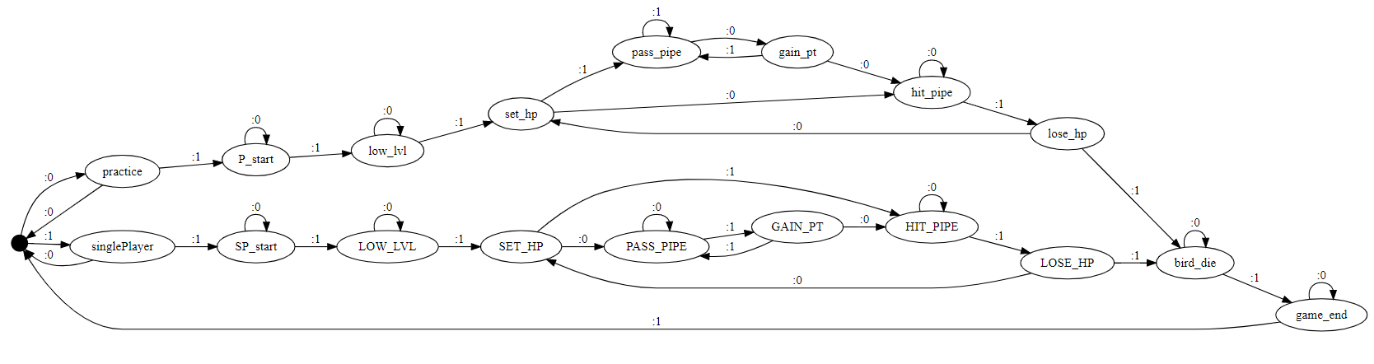 :1
:0
pass_pipe
:1
gain_pt
:1
:0
:0
hit_pipe
:0
set_hp
:1
lose_hp
:0
:0
:0
P_start
:1
low_lvl
:1
practice
:1
:0
:0
:1
:1
singlePlayer
:0
:1
:0
SP_start
:1
:0
LOW_LVL
:1
:1
SET_HP
:0
:0
PASS_PIPE
:1
:1
GAIN_PT
:0
:0
HIT_PIPE
:1
LOSE_HP
:0
:1
:0
bird_die
:1
:0
game_end
:1